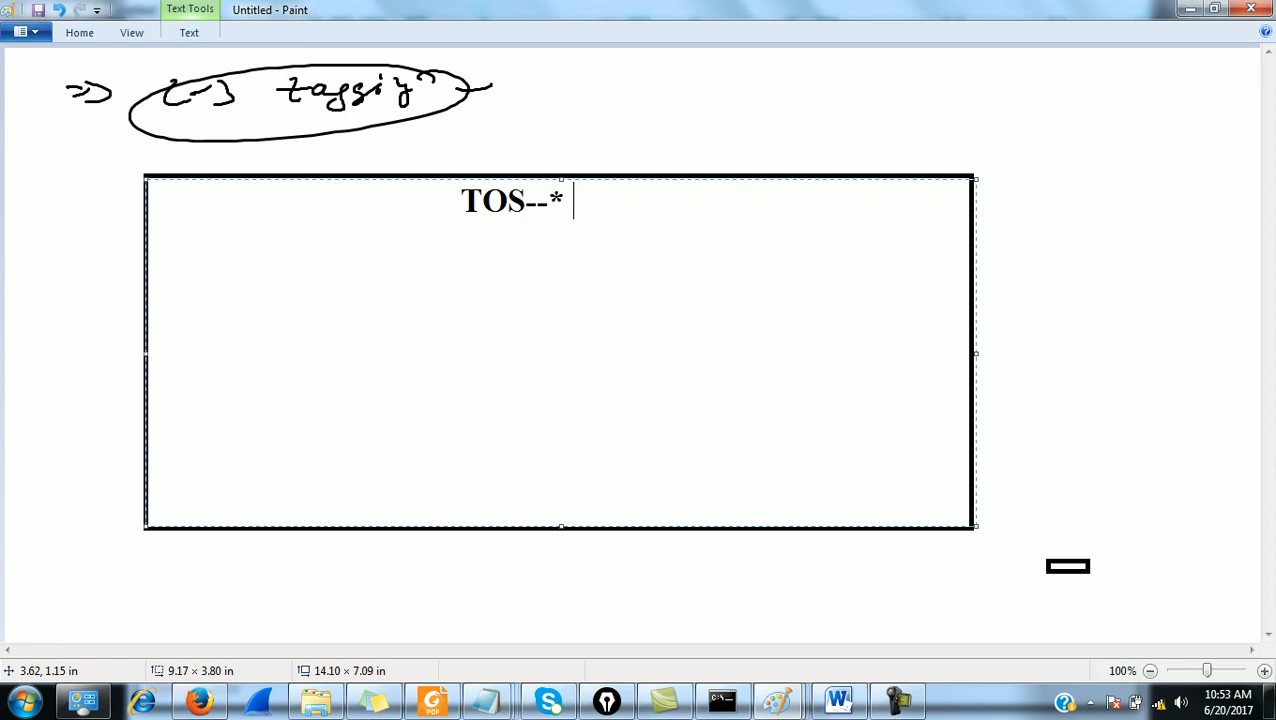 Text Tools
Untitled - Paint
Home View Text
TOS--*
3.62, 1.15 in 9.17 × 3.80 in 14.10 × 7.09 in 100%
PDF
10:53 AM
6/20/2017